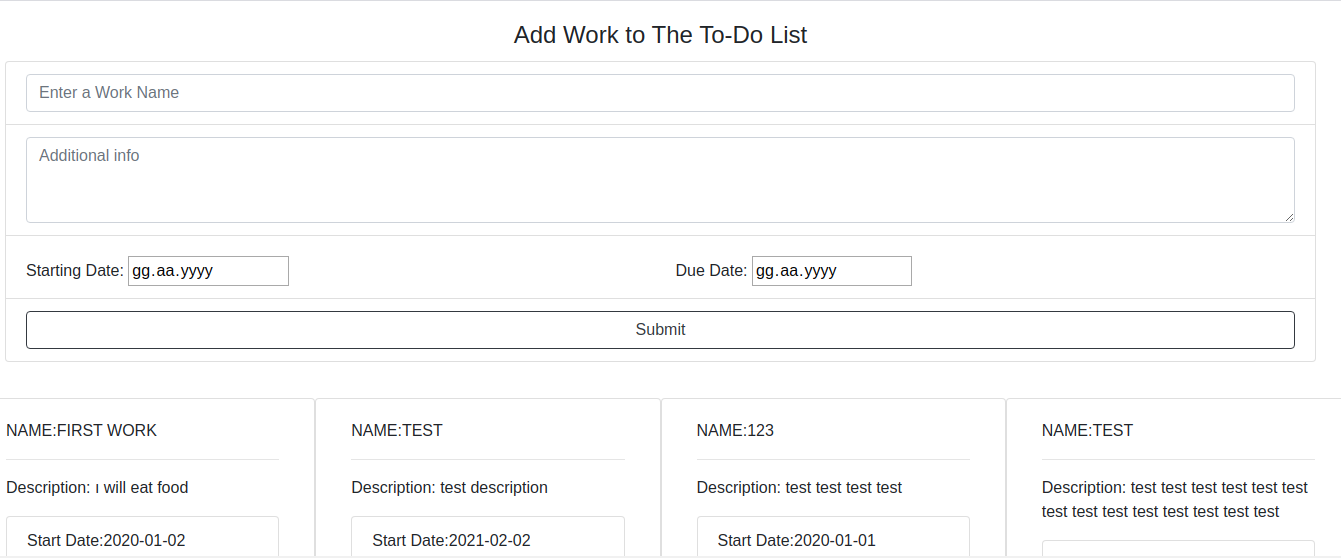 Add Work to The To-Do List
Enter a Work Name
Additional info
Starting Date: gg.aa.yyyy Due Date: gg.aa.yyyy
Submit
NAME:FIRST WORK
Description: ı will eat food
Start Date:2020-01-02
NAME:TEST
Description: test description
Start Date:2021-02-02
NAME:123
Description: test test test test
Start Date:2020-01-01
NAME:TEST
Description: test test test test test test
test test test test test test test test